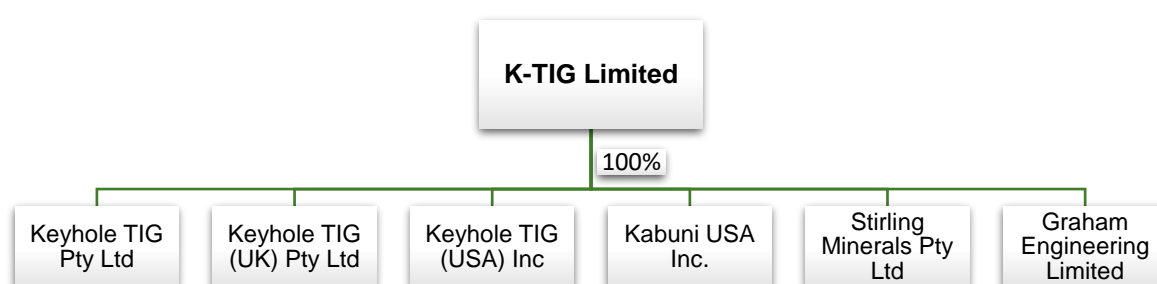 K-TIG Limited
100%
Keyhole TIG
Pty Ltd
Keyhole TIG
(UK) Pty Ltd
Keyhole TIG
(USA) Inc
Kabuni USA
Inc.
Stirling
Minerals Pty
Ltd
Graham
Engineering
Limited